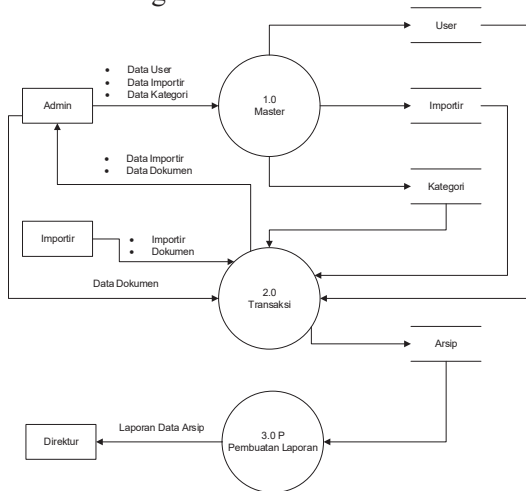 User
• Data User
• Data Importir
• Data Kategori
Admin
1.0
Master
Importir
• Data Importir
• Data Dokumen
Kategori
Importir
• Importir
• Dokumen
Data Dokumen
2.0
Transaksi
Arsip
Laporan Data Arsip
Direktur
3.0 P
Pembuatan Laporan